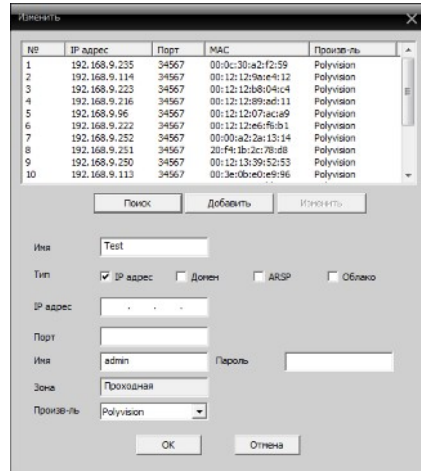 Изменить
№ IP адрес Порт MAC Произв-ль
1 192.168.9.235 34567 00:0c:30:a2:f2:59 Polyvision
2 192.168.9.114 34567 00:12:12:9a:e4:12 Polyvision
3 192.168.9.223 34567 00:12:12:b8:04:c4 Polyvision
4 192.168.9.216 34567 00:12:12:89:ad:11 Polyvision
5 192.168.9.96 34567 00:12:12:07:ac:a9 Polyvision
6 192.168.9.222 34567 00:12:12:e6:f6:b1 Polyvision
7 192.168.9.252 34567 00:00:a2:2a:13:14 Polyvision
8 192.168.9.251 34567 20:f4:1b:2c:78:d8 Polyvision
9 192.168.9.250 34567 00:12:13:39:52:53 Polyvision
10 192.168.9.113 34567 00:3e:0b:e0:e9:96 Polyvision
Поиск Добавить Изменить
Имя Test
Тип IP адрес Домен ARSP Облако
IP адрес . . .
Порт
Имя admin Пароль
Зона Проходная
Произв-ль Polyvision
OK Отмена